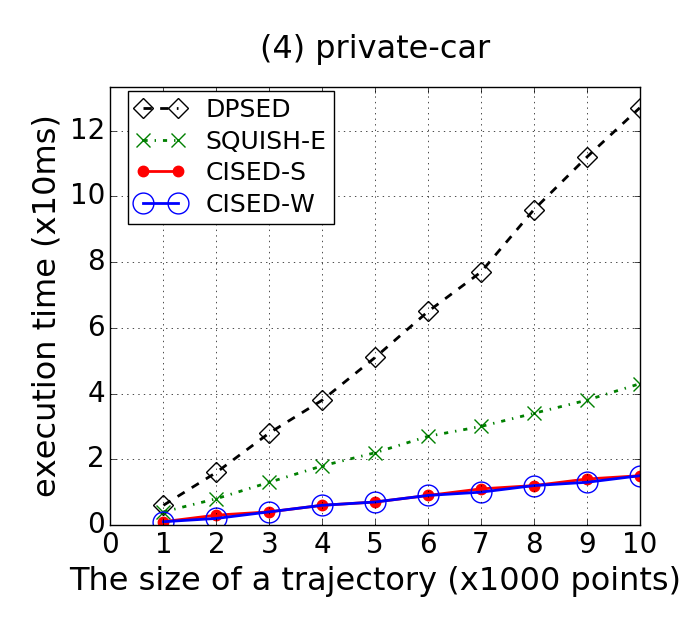 (4) private-car
DPSED
SQUISH-E
CISED-S
CISED-W
execution time (x10ms)
12
10
8
6
4
2
0
0 1 2 3 4 5 6 7 8 9 10
The size of a trajectory (x1000 points)